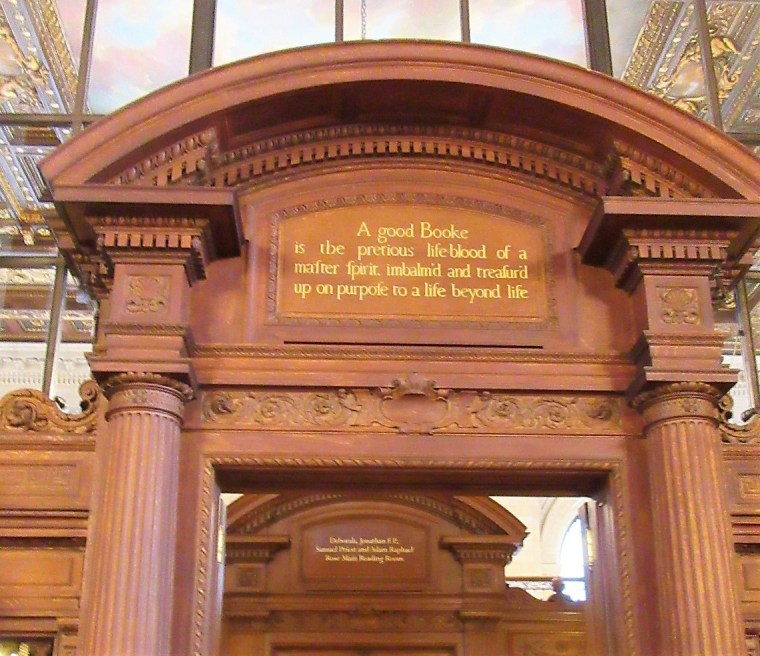 A good Booke
is the pretious life-blood of a
maſter ſpirit, imbalm'd and treaſur'd
up on purpoſe to a life beyond life
Deborah, Jonathan F.P.,
Samuel Priest and Adam Raphael
Rose Main Reading Room